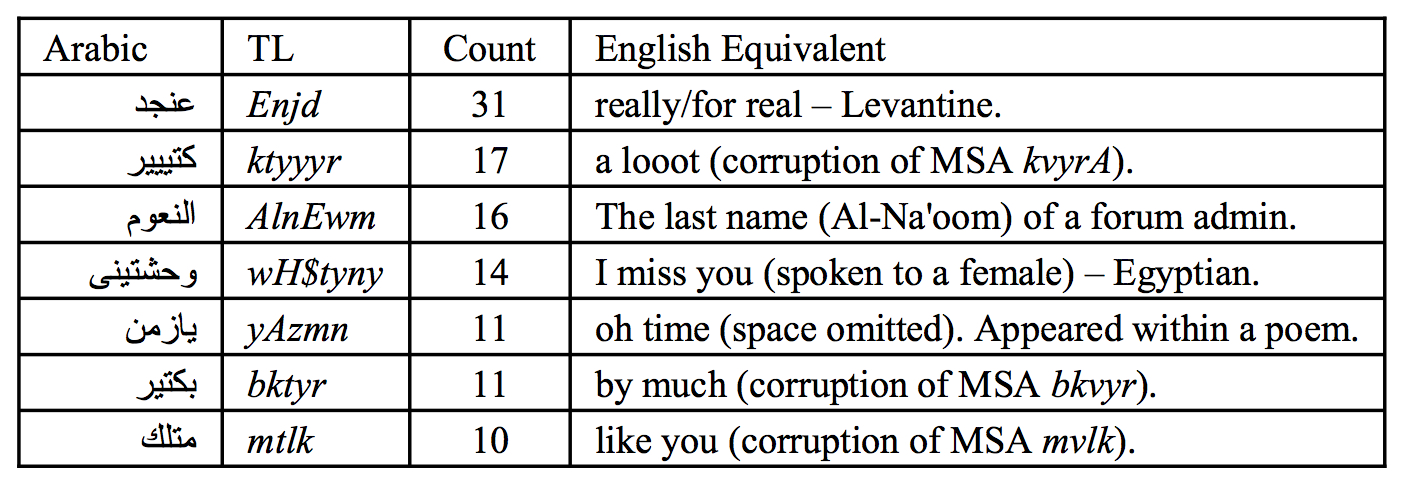 Arabic TL Count English Equivalent
عنجد Enjd 31 really/for real – Levantine.
كتيييير ktyyyr 17 a looot (corruption of MSA kvyrA).
النعوم AlnEwm 16 The last name (Al-Na'oom) of a forum admin.
وحشتينى wH$tyny 14 I miss you (spoken to a female) – Egyptian.
يازمن yAzmn 11 oh time (space omitted). Appeared within a poem.
بكتير bktyr 11 by much (corruption of MSA bkvyr).
متلك mtlk 10 like you (corruption of MSA mvlk).